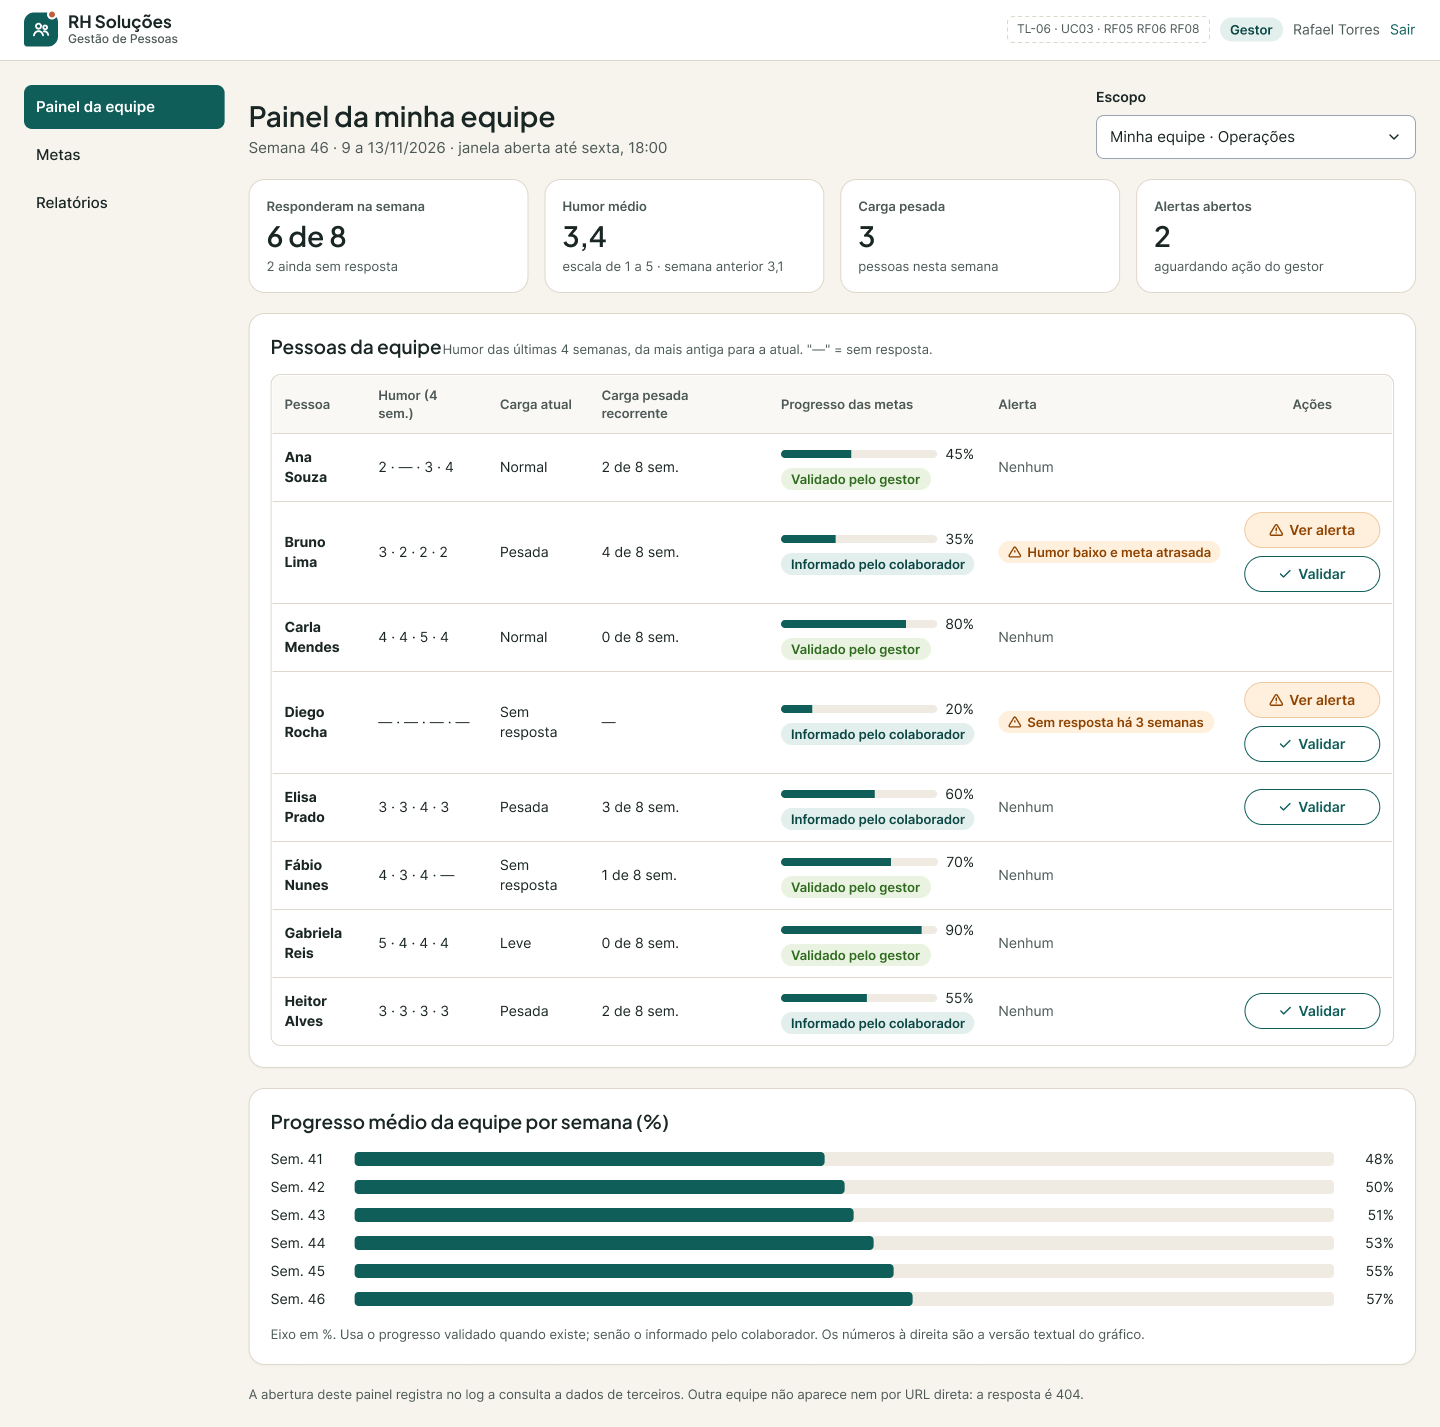 RH Soluções
Gestão de Pessoas
TL-06 · UC03 · RF05 RF06 RF08
Gestor
Rafael Torres
Sair
Painel da equipe
Metas
Relatórios
Painel da minha equipe
Semana 46 · 9 a 13/11/2026 · janela aberta até sexta, 18:00
Escopo
Minha equipe · Operações
Responderam na semana
6 de 8
2 ainda sem resposta
Humor médio
3,4
escala de 1 a 5 · semana anterior 3,1
Carga pesada
3
pessoas nesta semana
Alertas abertos
2
aguardando ação do gestor
Pessoas da equipe
Humor das últimas 4 semanas, da mais antiga para a atual. "—" = sem resposta.
Pessoa
Humor (4
sem.)
Carga atual
Carga pesada
recorrente
Progresso das metas
Alerta
Ações
Ana
Souza
2 · — · 3 · 4
Normal
2 de 8 sem.
45%
Validado pelo gestor
Nenhum
Bruno
Lima
3 · 2 · 2 · 2
Pesada
4 de 8 sem.
35%
Informado pelo colaborador
Humor baixo e meta atrasada
Ver alerta
Validar
Carla
Mendes
4 · 4 · 5 · 4
Normal
0 de 8 sem.
80%
Validado pelo gestor
Nenhum
Diego
Rocha
— · — · — · —
Sem
resposta
—
20%
Informado pelo colaborador
Sem resposta há 3 semanas
Ver alerta
Validar
Elisa
Prado
3 · 3 · 4 · 3
Pesada
3 de 8 sem.
60%
Informado pelo colaborador
Nenhum
Validar
Fábio
Nunes
4 · 3 · 4 · —
Sem
resposta
1 de 8 sem.
70%
Validado pelo gestor
Nenhum
Gabriela
Reis
5 · 4 · 4 · 4
Leve
0 de 8 sem.
90%
Validado pelo gestor
Nenhum
Heitor
Alves
3 · 3 · 3 · 3
Pesada
2 de 8 sem.
55%
Informado pelo colaborador
Nenhum
Validar
Progresso médio da equipe por semana (%)
Sem. 41 48%
Sem. 42 50%
Sem. 43 51%
Sem. 44 53%
Sem. 45 55%
Sem. 46 57%
Eixo em %. Usa o progresso validado quando existe; senão o informado pelo colaborador. Os números à direita são a versão textual do gráfico.
A abertura deste painel registra no log a consulta a dados de terceiros. Outra equipe não aparece nem por URL direta: a resposta é 404.